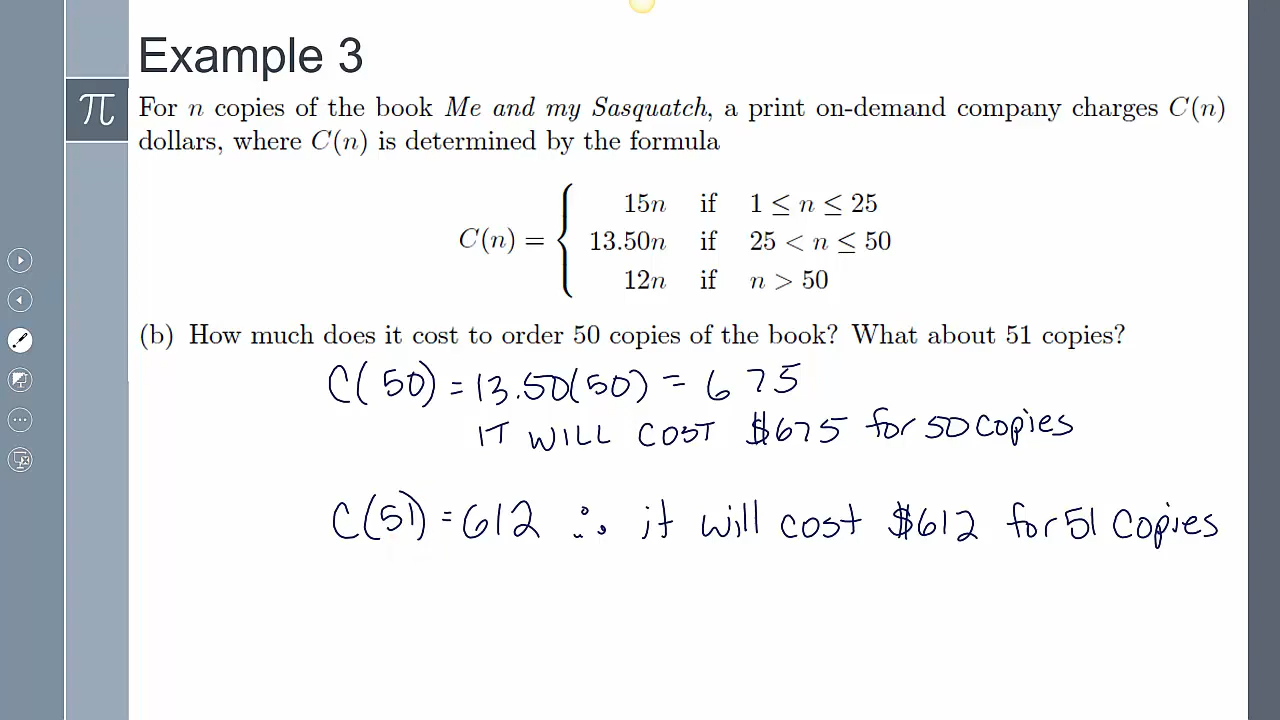 Example 3
π
For n copies of the book Me and my Sasquatch, a print on-demand company charges C(n)
dollars, where C(n) is determined by the formula
15n if 1 ≤ n ≤ 25
C(n) = { 13.50n if 25 < n ≤ 50
12n if n > 50
(b) How much does it cost to order 50 copies of the book? What about 51 copies?
C(50) = 13.50(50) = 675
IT WILL COST $675 for 50 copies
C(51) = 612 ∴ it will cost $612 for 51 copies